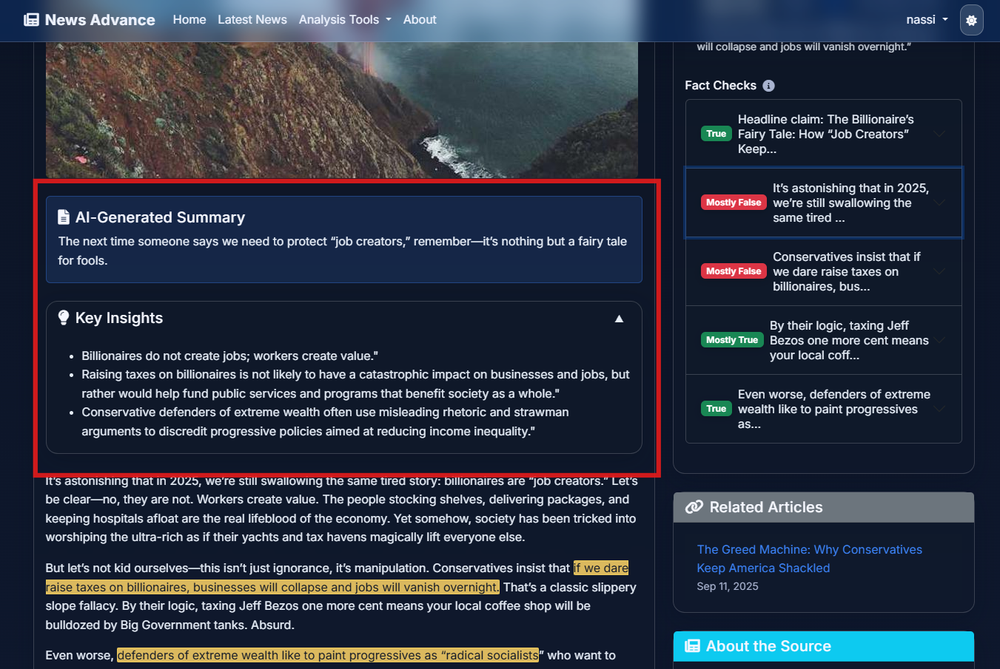 News Advance
Home
Latest News
Analysis Tools
About
nassi
AI-Generated Summary
The next time someone says we need to protect “job creators,” remember—it’s nothing but a fairy tale
for fools.
Key Insights
Billionaires do not create jobs; workers create value."
Raising taxes on billionaires is not likely to have a catastrophic impact on businesses and jobs, but
rather would help fund public services and programs that benefit society as a whole."
Conservative defenders of extreme wealth often use misleading rhetoric and strawman
arguments to discredit progressive policies aimed at reducing income inequality."
It’s astonishing that in 2025, we’re still swallowing the same tired story: billionaires are “job creators.” Let’s
be clear—no, they are not. Workers create value. The people stocking shelves, delivering packages, and
keeping hospitals afloat are the real lifeblood of the economy. Yet somehow, society has been tricked into
worshiping the ultra-rich as if their yachts and tax havens magically lift everyone else.
But let’s not kid ourselves—this isn’t just ignorance, it’s manipulation. Conservatives insist that if we dare
raise taxes on billionaires, businesses will collapse and jobs will vanish overnight. That’s a classic slippery
slope fallacy. By their logic, taxing Jeff Bezos one more cent means your local coffee shop will be
bulldozed by Big Government tanks. Absurd.
Even worse, defenders of extreme wealth like to paint progressives as “radical socialists” who want to
will collapse and jobs will vanish overnight.”
Fact Checks
True
Headline claim: The Billionaire’s
Fairy Tale: How “Job Creators”
Keep...
Mostly False
It’s astonishing that in 2025,
we’re still swallowing the
same tired ...
Mostly False
Conservatives insist that if
we dare raise taxes on
billionaires, bus...
Mostly True
By their logic, taxing Jeff
Bezos one more cent means
your local coff...
True
Even worse, defenders of extreme
wealth like to paint progressives
as...
Related Articles
The Greed Machine: Why Conservatives
Keep America Shackled
Sep 11, 2025
About the Source